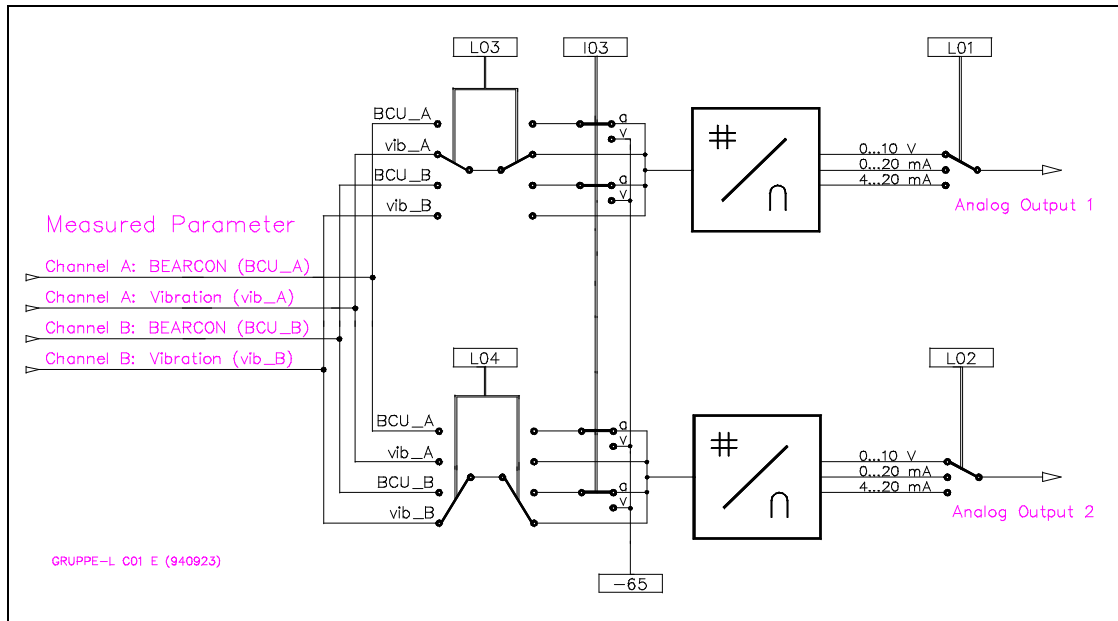 L03
I03
L01
BCU_A
a
v
vib_A
BCU_B
a
v
vib_B
#
∩
0...10 V
0...20 mA
4...20 mA
Analog Output 1
Measured Parameter
Channel A: BEARCON (BCU_A)
Channel A: Vibration (vib_A)
Channel B: BEARCON (BCU_B)
Channel B: Vibration (vib_B)
L04
L02
BCU_A
a
v
vib_A
BCU_B
a
v
vib_B
#
∩
0...10 V
0...20 mA
4...20 mA
Analog Output 2
GRUPPE-L C01 E (940923)
-65